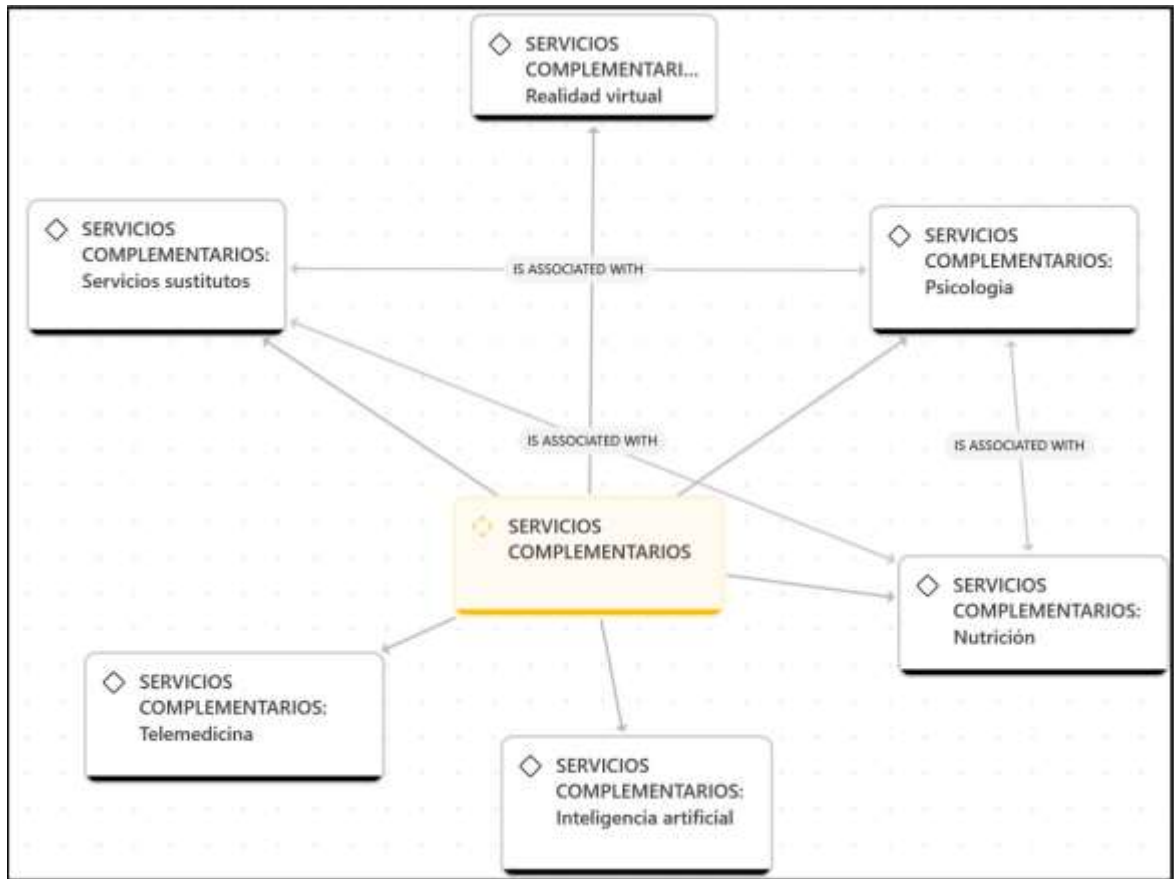 SERVICIOS
COMPLEMENTARI...
Realidad virtual
SERVICIOS
COMPLEMENTARIOS:
Servicios sustitutos
SERVICIOS
COMPLEMENTARIOS:
Psicologia
IS ASSOCIATED WITH
IS ASSOCIATED WITH
IS ASSOCIATED WITH
SERVICIOS
COMPLEMENTARIOS
SERVICIOS
COMPLEMENTARIOS:
Nutrición
SERVICIOS
COMPLEMENTARIOS:
Telemedicina
SERVICIOS
COMPLEMENTARIOS:
Inteligencia artificial